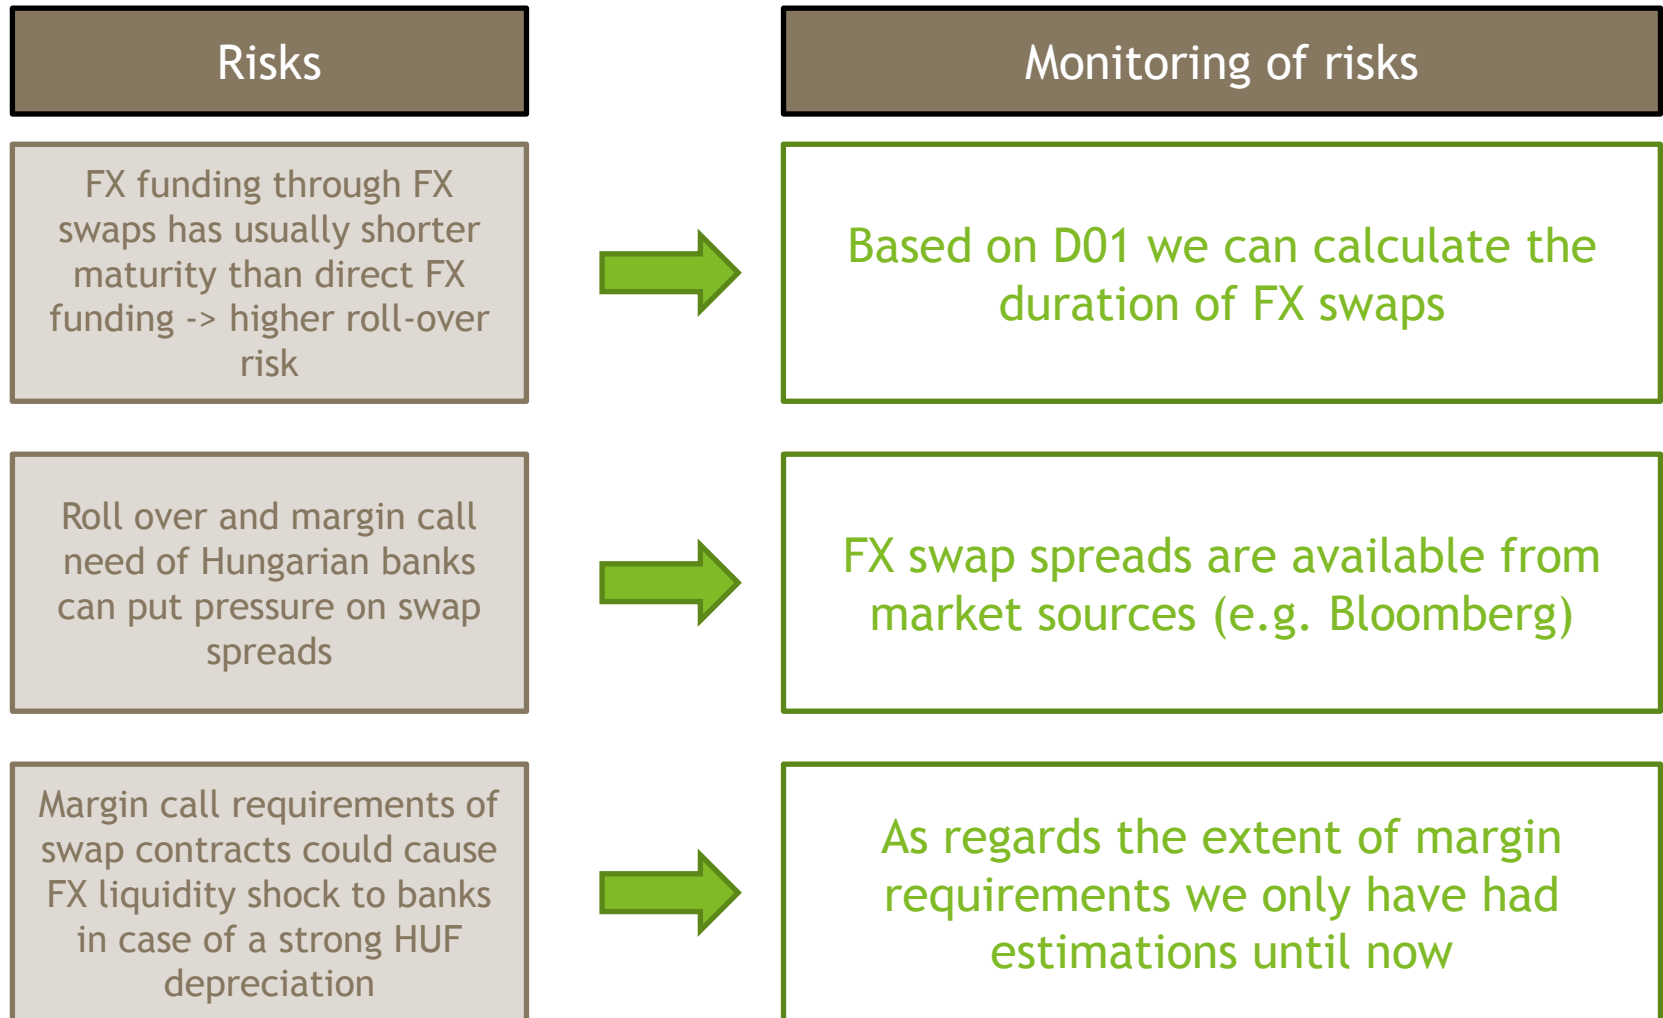 Risks
Monitoring of risks
FX funding through FX
swaps has usually shorter
maturity than direct FX
funding -> higher roll-over
risk
Based on D01 we can calculate the
duration of FX swaps
Roll over and margin call
need of Hungarian banks
can put pressure on swap
spreads
FX swap spreads are available from
market sources (e.g. Bloomberg)
Margin call requirements of
swap contracts could cause
FX liquidity shock to banks
in case of a strong HUF
depreciation
As regards the extent of margin
requirements we only have had
estimations until now